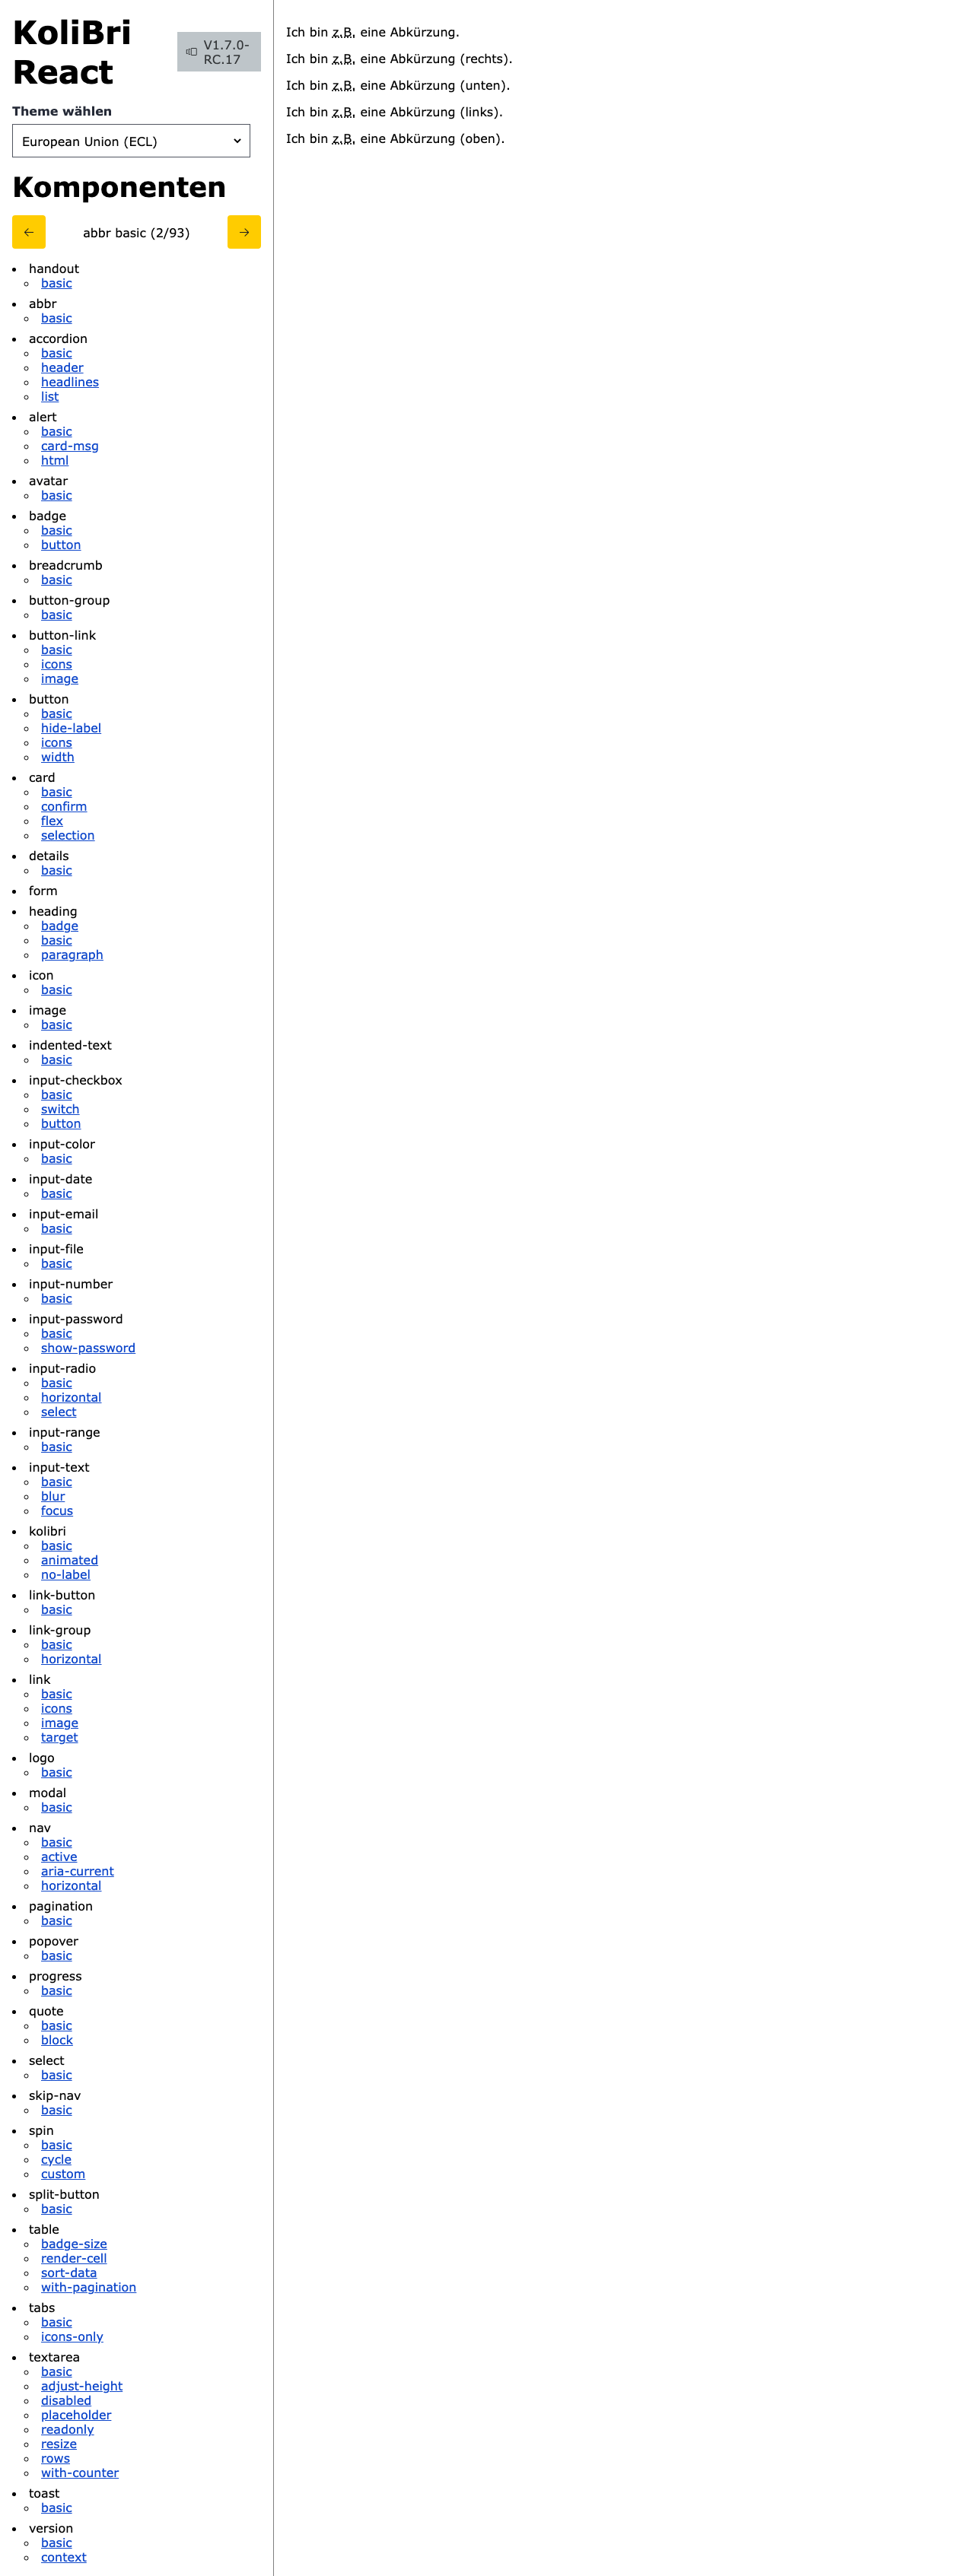 KoliBri
React
V1.7.0-
RC.17
Theme wählen
European Union (ECL)
Komponenten
abbr basic (2/93)
handout
basic
abbr
basic
accordion
basic
header
headlines
list
alert
basic
card-msg
html
avatar
basic
badge
basic
button
breadcrumb
basic
button-group
basic
button-link
basic
icons
image
button
basic
hide-label
icons
width
card
basic
confirm
flex
selection
details
basic
form
heading
badge
basic
paragraph
icon
basic
image
basic
indented-text
basic
input-checkbox
basic
switch
button
input-color
basic
input-date
basic
input-email
basic
input-file
basic
input-number
basic
input-password
basic
show-password
input-radio
basic
horizontal
select
input-range
basic
input-text
basic
blur
focus
kolibri
basic
animated
no-label
link-button
basic
link-group
basic
horizontal
link
basic
icons
image
target
logo
basic
modal
basic
nav
basic
active
aria-current
horizontal
pagination
basic
popover
basic
progress
basic
quote
basic
block
select
basic
skip-nav
basic
spin
basic
cycle
custom
split-button
basic
table
badge-size
render-cell
sort-data
with-pagination
tabs
basic
icons-only
textarea
basic
adjust-height
disabled
placeholder
readonly
resize
rows
with-counter
toast
basic
version
basic
context
Ich bin z.B. eine Abkürzung.
Ich bin z.B. eine Abkürzung (rechts).
Ich bin z.B. eine Abkürzung (unten).
Ich bin z.B. eine Abkürzung (links).
Ich bin z.B. eine Abkürzung (oben).